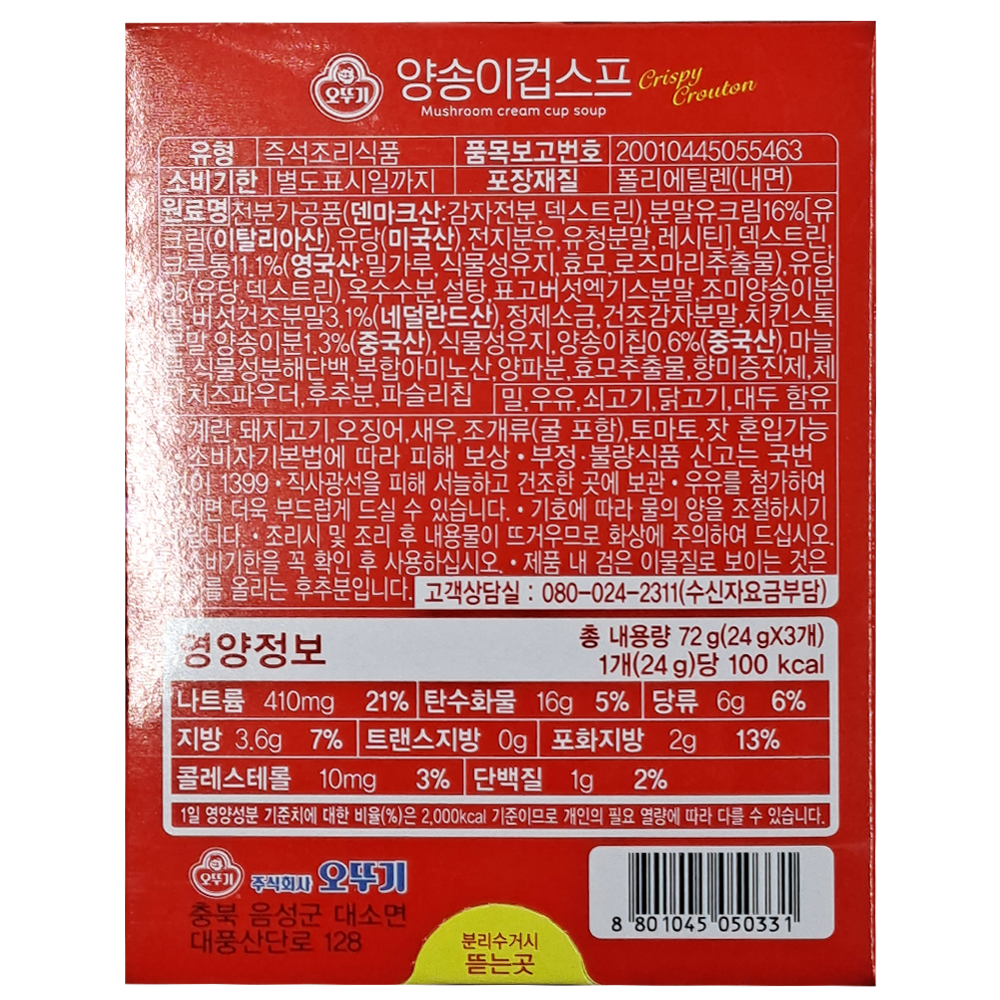 오뚜기 양송이컵스프 Crispy Crouton
Mushroom cream cup soup
유형 즉석조리식품 품목보고번호 20010445055463
소비기한 별도표시일까지 포장재질 폴리에틸렌(내면)
원료명 전분가공품(덴마크산:감자전분,덱스트린),분말유크림16%[유
크림(이탈리아산),유당(미국산),전지분유,유청분말,레시틴],덱스트린,
크루통11.1%(영국산:밀가루,식물성유지,효모,로즈마리추출물),유당
(유당,덱스트린),옥수수분,설탕,표고버섯엑기스분말,조미양송이분
말,버섯건조분말3.1%(네덜란드산),정제소금,건조감자분말,치킨스톡
분말,양송이분1.3%(중국산),식물성유지,양송이칩0.6%(중국산),마늘
식물성분해단백,복합아미노산,양파분,효모추출물,향미증진제,체
치즈파우더,후추분,파슬리칩 밀,우유,쇠고기,닭고기,대두 함유
계란,돼지고기,오징어,새우,조개류(굴 포함),토마토,잣 혼입가능
소비자기본법에 따라 피해 보상 • 부정·불량식품 신고는 국번
없이 1399 • 직사광선을 피해 서늘하고 건조한 곳에 보관 • 우유를 첨가하여
더욱 부드럽게 드실 수 있습니다. • 기호에 따라 물의 양을 조절하시기
바랍니다. • 조리시 및 조리 후 내용물이 뜨거우므로 화상에 주의하여 드십시오.
소비기한을 꼭 확인 후 사용하십시오. • 제품 내 검은 이물질로 보이는 것은
올리는 후추분입니다. 고객상담실 : 080-024-2311(수신자요금부담)
영양정보 총 내용량 72 g(24 gX3개)
1개(24 g)당 100 kcal
나트륨 410mg 21% 탄수화물 16g 5% 당류 6g 6%
지방 3.6g 7% 트랜스지방 0g 포화지방 2g 13%
콜레스테롤 10mg 3% 단백질 1g 2%
1일 영양성분 기준치에 대한 비율(%)은 2,000kcal 기준이므로 개인의 필요 열량에 따라 다를 수 있습니다.
오뚜기 주식회사 오뚜기
충북 음성군 대소면
대풍산단로 128
분리수거시
뜯는곳
8 801045 050331